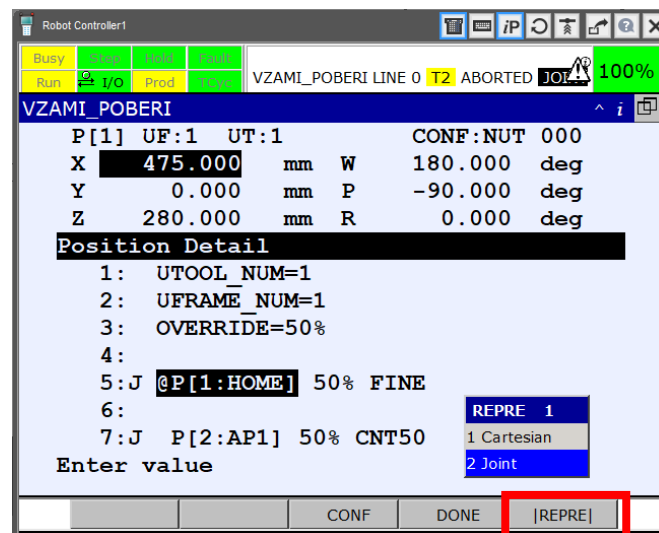 Robot Controller1
iP
Busy Step Hold Fault
Run I/O Prod TCyc
VZAMI_POBERI LINE 0 T2 ABORTED 100%
VZAMI_POBERI
P[1] UF:1 UT:1 CONF:NUT 000
X 475.000 mm W 180.000 deg
Y 0.000 mm P -90.000 deg
Z 280.000 mm R 0.000 deg
Position Detail
1: UTOOL_NUM=1
2: UFRAME_NUM=1
3: OVERRIDE=50%
4:
5:J @P[1:HOME] 50% FINE
6:
7:J P[2:AP1] 50% CNT50
Enter value
REPRE 1
1 Cartesian
2 Joint
CONF DONE |REPRE|